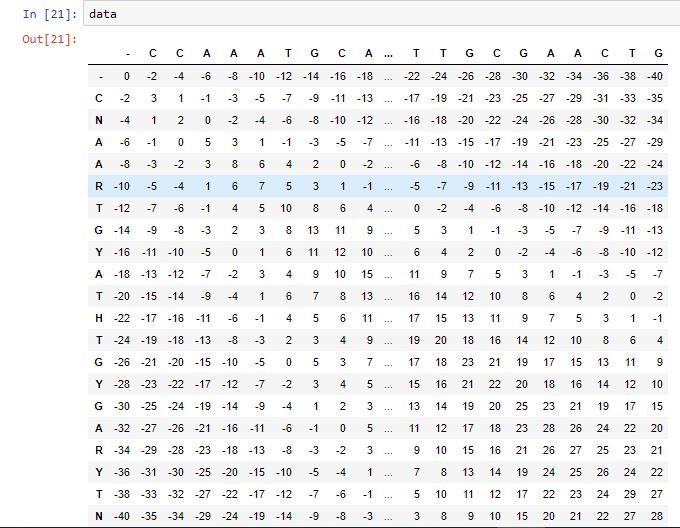 In [21]: data
Out[21]:
- C C A A A T G C A ... T T G C G A A C T G
- 0 -2 -4 -6 -8 -10 -12 -14 -16 -18 ... -22 -24 -26 -28 -30 -32 -34 -36 -38 -40
C -2 3 1 -1 -3 -5 -7 -9 -11 -13 ... -17 -19 -21 -23 -25 -27 -29 -31 -33 -35
N -4 1 2 0 -2 -4 -6 -8 -10 -12 ... -16 -18 -20 -22 -24 -26 -28 -30 -32 -34
A -6 -1 0 5 3 1 -1 -3 -5 -7 ... -11 -13 -15 -17 -19 -21 -23 -25 -27 -29
A -8 -3 -2 3 8 6 4 2 0 -2 ... -6 -8 -10 -12 -14 -16 -18 -20 -22 -24
R -10 -5 -4 1 6 7 5 3 1 -1 ... -5 -7 -9 -11 -13 -15 -17 -19 -21 -23
T -12 -7 -6 -1 4 5 10 8 6 4 ... 0 -2 -4 -6 -8 -10 -12 -14 -16 -18
G -14 -9 -8 -3 2 3 8 13 11 9 ... 5 3 1 -1 -3 -5 -7 -9 -11 -13
Y -16 -11 -10 -5 0 1 6 11 12 10 ... 6 4 2 0 -2 -4 -6 -8 -10 -12
A -18 -13 -12 -7 -2 3 4 9 10 15 ... 11 9 7 5 3 1 -1 -3 -5 -7
T -20 -15 -14 -9 -4 1 6 7 8 13 ... 16 14 12 10 8 6 4 2 0 -2
H -22 -17 -16 -11 -6 -1 4 5 6 11 ... 17 15 13 11 9 7 5 3 1 -1
T -24 -19 -18 -13 -8 -3 2 3 4 9 ... 19 20 18 16 14 12 10 8 6 4
G -26 -21 -20 -15 -10 -5 0 5 3 7 ... 17 18 23 21 19 17 15 13 11 9
Y -28 -23 -22 -17 -12 -7 -2 3 4 5 ... 15 16 21 22 20 18 16 14 12 10
G -30 -25 -24 -19 -14 -9 -4 1 2 3 ... 13 14 19 20 25 23 21 19 17 15
A -32 -27 -26 -21 -16 -11 -6 -1 0 5 ... 11 12 17 18 23 28 26 24 22 20
R -34 -29 -28 -23 -18 -13 -8 -3 -2 3 ... 9 10 15 16 21 26 27 25 23 21
Y -36 -31 -30 -25 -20 -15 -10 -5 -4 1 ... 7 8 13 14 19 24 25 26 24 22
T -38 -33 -32 -27 -22 -17 -12 -7 -6 -1 ... 5 10 11 12 17 22 23 24 29 27
N -40 -35 -34 -29 -24 -19 -14 -9 -8 -3 ... 3 8 9 10 15 20 21 22 27 28